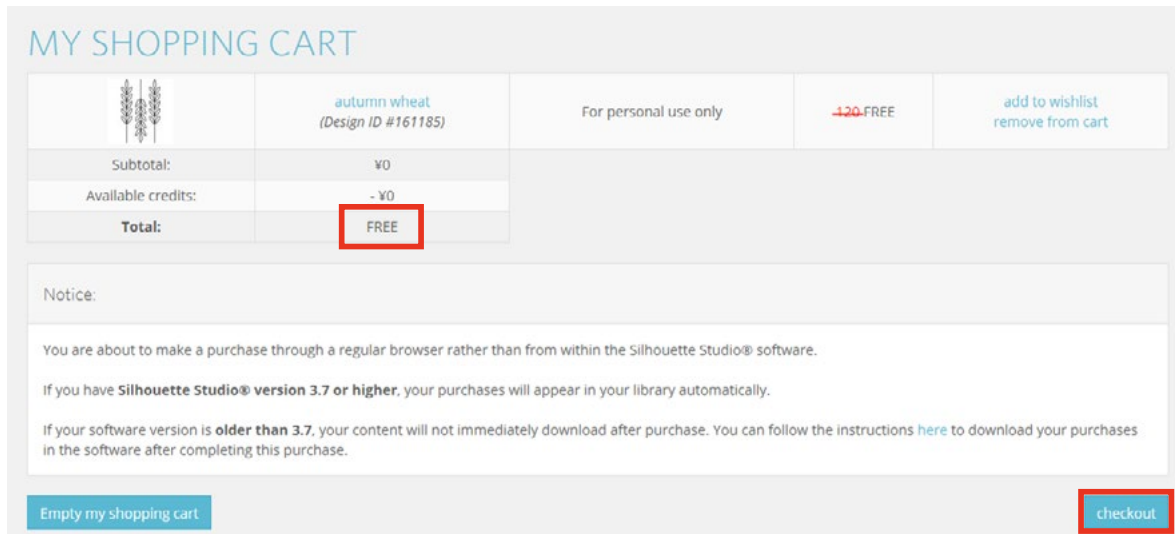 MY SHOPPING CART
autumn wheat
(Design ID #161185)
For personal use only
120 FREE
add to wishlist
remove from cart
Subtotal:
¥0
Available credits:
- ¥0
Total:
FREE
Notice:
You are about to make a purchase through a regular browser rather than from within the Silhouette Studio® software.
If you have Silhouette Studio® version 3.7 or higher, your purchases will appear in your library automatically.
If your software version is older than 3.7, your content will not immediately download after purchase. You can follow the instructions here to download your purchases
in the software after completing this purchase.
Empty my shopping cart
checkout